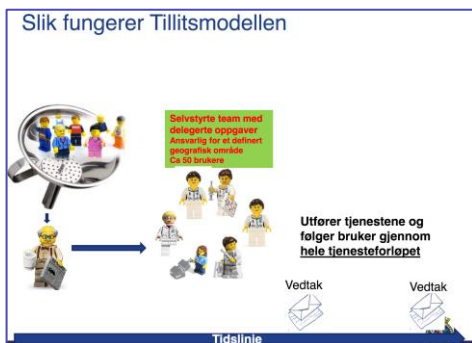 Slik fungerer Tillitsmodellen
Selvstyrte team med
delegerte oppgaver
Ansvarlig for et definert
geografisk område
Ca 50 brukere
Utfører tjenestene og
følger bruker gjennom
hele tjenesteforløpet
Vedtak
Vedtak
Tidslinje